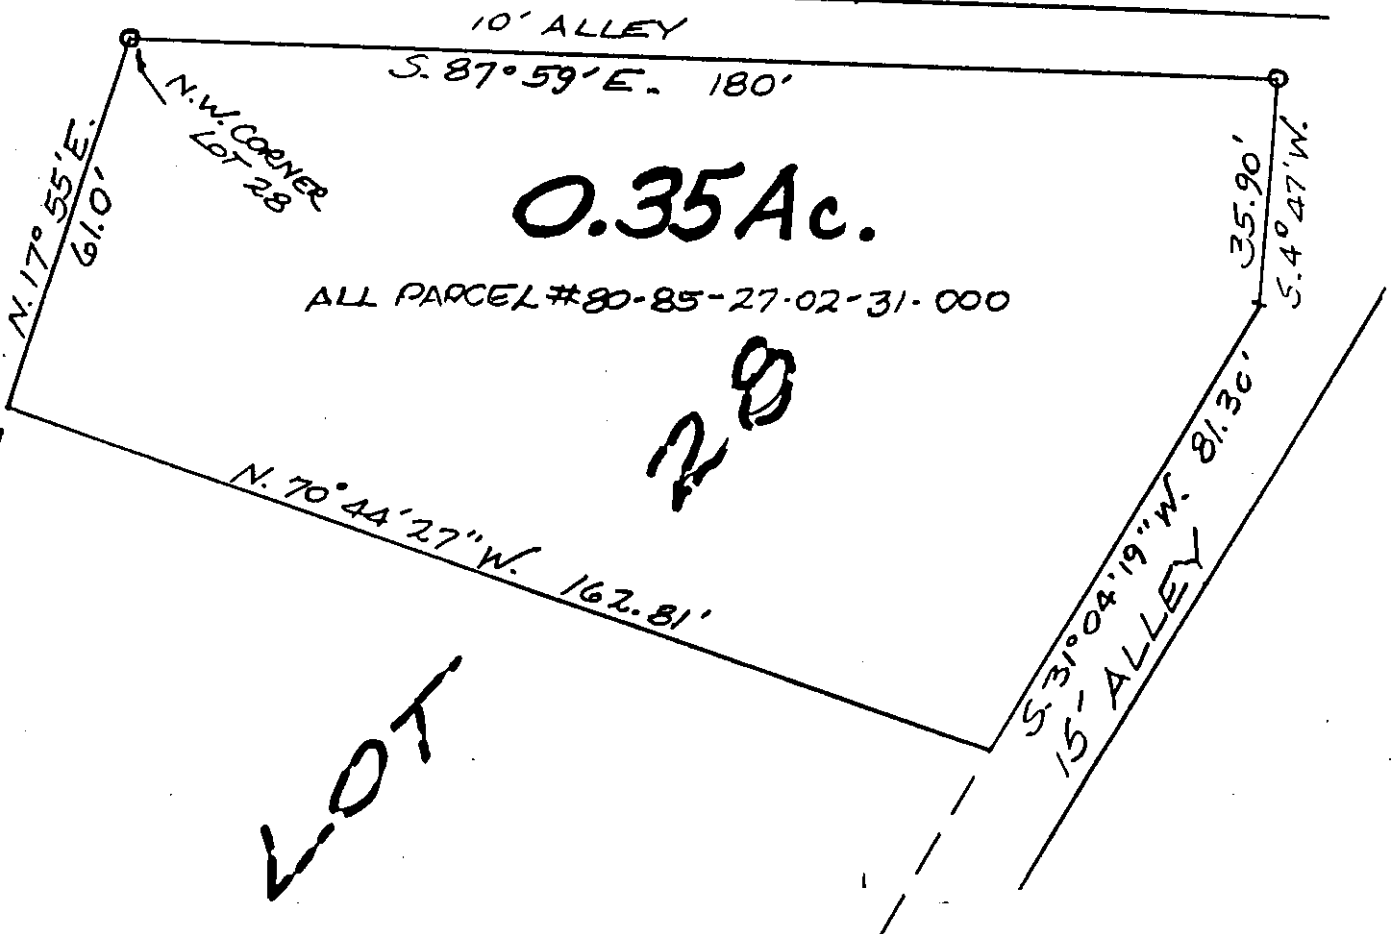 10' ALLEY
S. 87° 59' E. 180'
N.W. CORNER
LOT 28
N. 17° 55' E.
61.0'
0.35 Ac.
35.90'
S. 4° 47' W.
ALL PARCEL #80-85-27-02-31-000
28
N. 70° 44' 27" W. 162.81'
S. 31° 04' 19" W. 81.30'
15' ALLEY
LOT